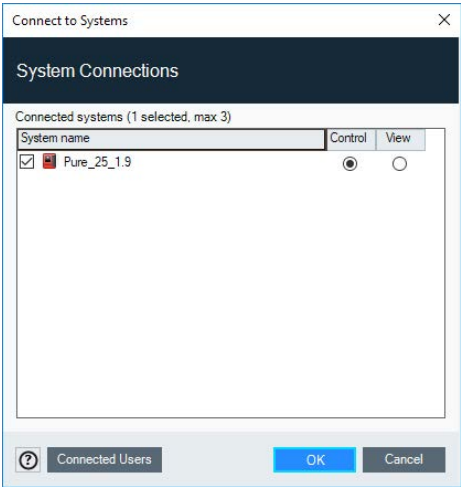 Connect to Systems
System Connections
Connected systems (1 selected, max 3)
System name Control View
Pure_25_1.9
? Connected Users OK Cancel